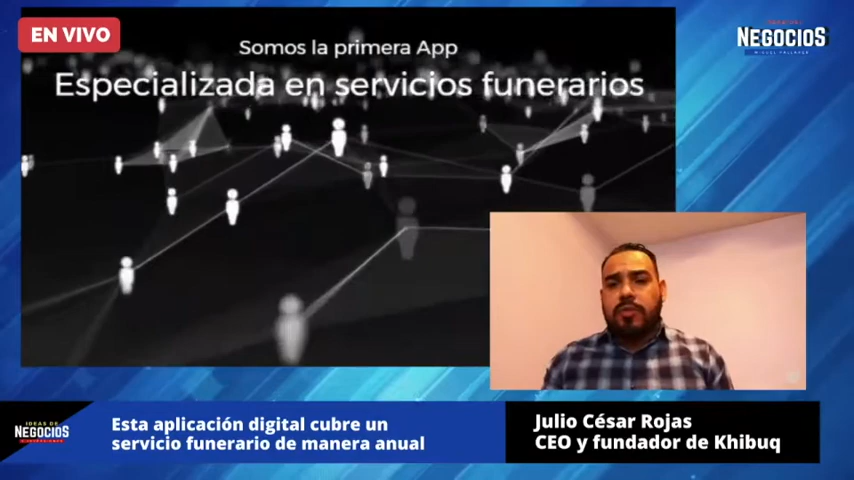 EN VIVO
Somos la primera App
Especializada en servicios funerarios
NEGOCIOS
IDEAS DE
NEGOCIOS
Esta aplicación digital cubre un
servicio funerario de manera anual
Julio César Rojas
CEO y fundador de Khibuq